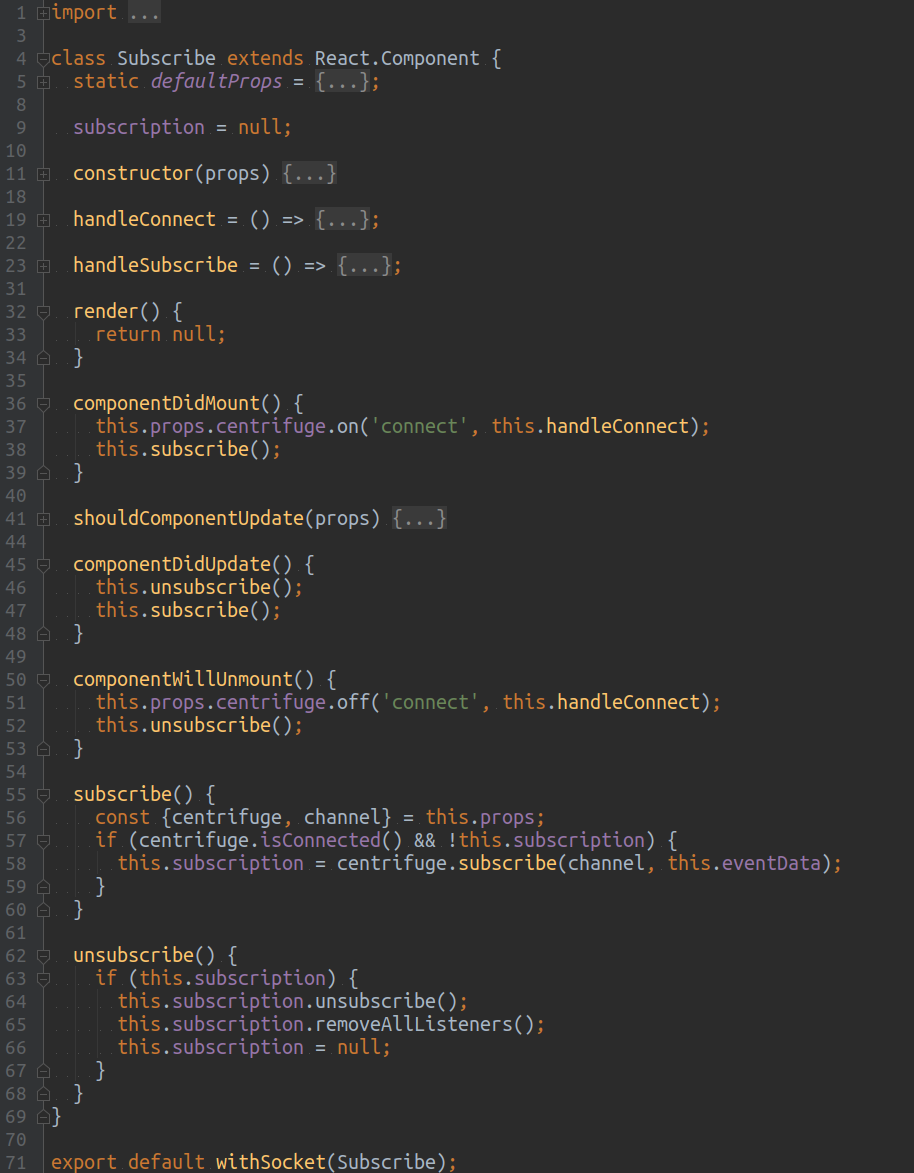 1 import ...
3
4 class Subscribe extends React.Component {
5 static defaultProps = {...};
8
9 subscription = null;
10
11 constructor(props) {...}
18
19 handleConnect = () => {...};
22
23 handleSubscribe = () => {...};
31
32 render() {
33 return null;
34 }
35
36 componentDidMount() {
37 this.props.centrifuge.on('connect', this.handleConnect);
38 this.subscribe();
39 }
40
41 shouldComponentUpdate(props) {...}
44
45 componentDidUpdate() {
46 this.unsubscribe();
47 this.subscribe();
48 }
49
50 componentWillUnmount() {
51 this.props.centrifuge.off('connect', this.handleConnect);
52 this.unsubscribe();
53 }
54
55 subscribe() {
56 const {centrifuge, channel} = this.props;
57 if (centrifuge.isConnected() && !this.subscription) {
58 this.subscription = centrifuge.subscribe(channel, this.eventData);
59 }
60 }
61
62 unsubscribe() {
63 if (this.subscription) {
64 this.subscription.unsubscribe();
65 this.subscription.removeAllListeners();
66 this.subscription = null;
67 }
68 }
69 }
70
71 export default withSocket(Subscribe);